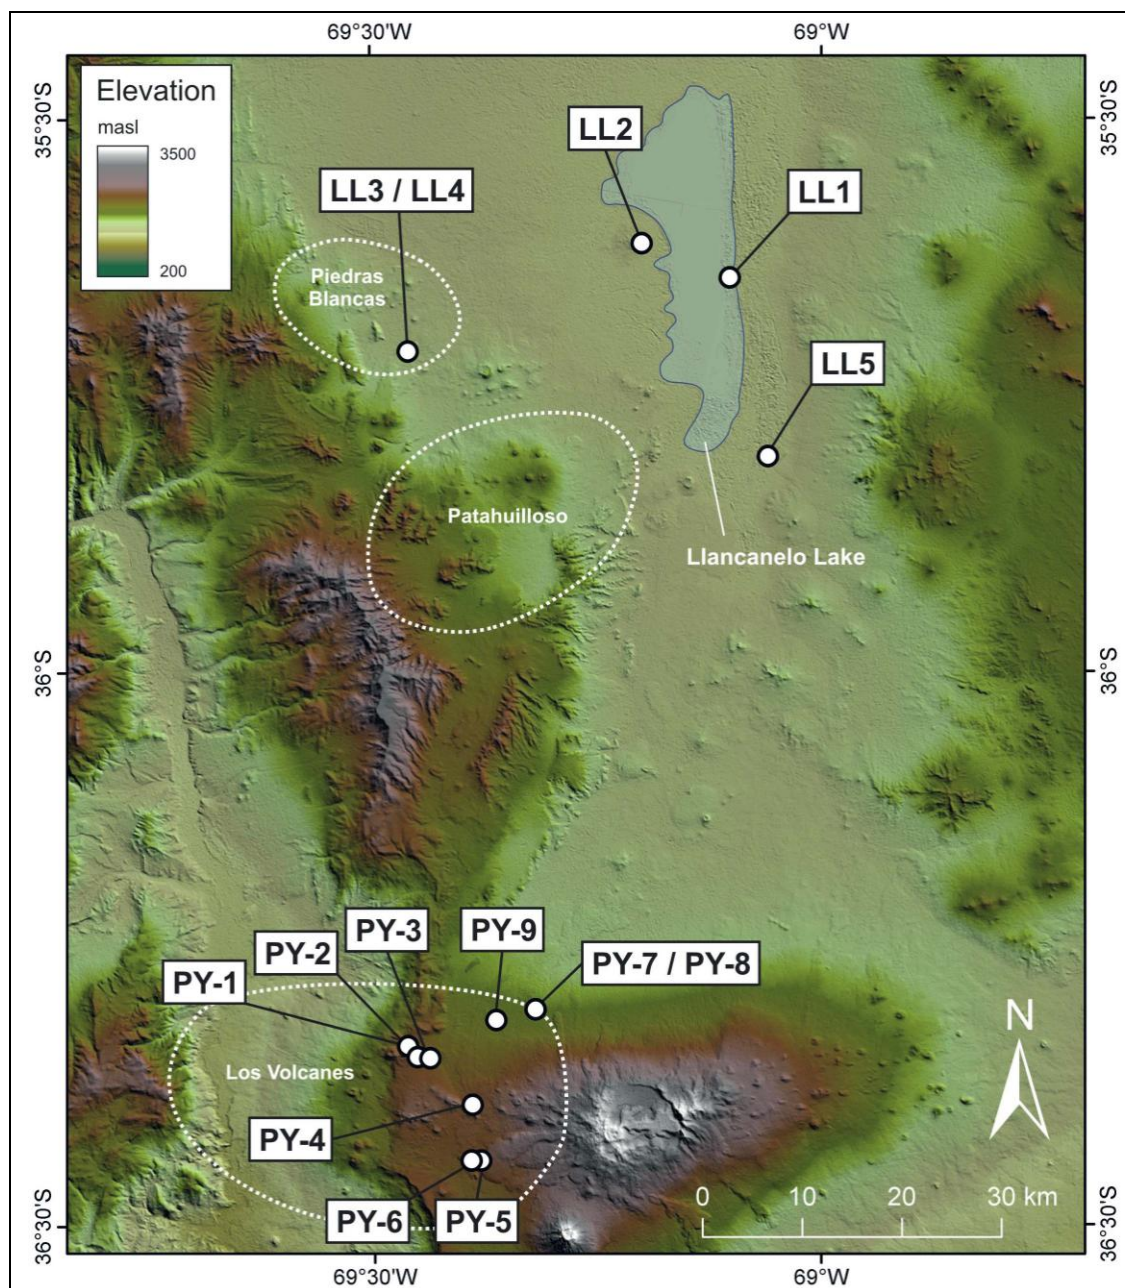 69°30'W
69°W
35°30'S
35°30'S
Elevation
masl
3500
200
LL2
LL3 / LL4
LL1
Piedras
Blancas
LL5
Patahuilloso
Llancanelo Lake
36°S
36°S
PY-3
PY-9
PY-2
PY-7 / PY-8
PY-1
N
Los Volcanes
PY-4
0
10
20
30 km
PY-6
PY-5
36°30'S
36°30'S
69°30'W
69°W